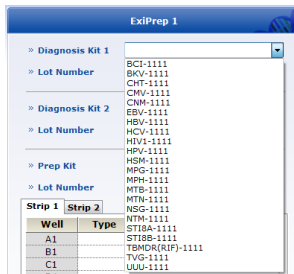 ExiPrep 1
» Diagnosis Kit 1
BCI-1111
BKV-1111
» Lot Number
CHT-1111
CMV-1111
CNM-1111
EBV-1111
» Diagnosis Kit 2
HBV-1111
HCV-1111
» Lot Number
HIV1-1111
HPV-1111
HSM-1111
» Prep Kit
MPG-1111
MPH-1111
» Lot Number
MTB-1111
MTN-1111
Strip 1 Strip 2
NSG-1111
NTM-1111
Well Type
STI8A-1111
A1
STI8B-1111
B1
TBMDR(RIF)-1111
C1
TVG-1111
UUU-1111